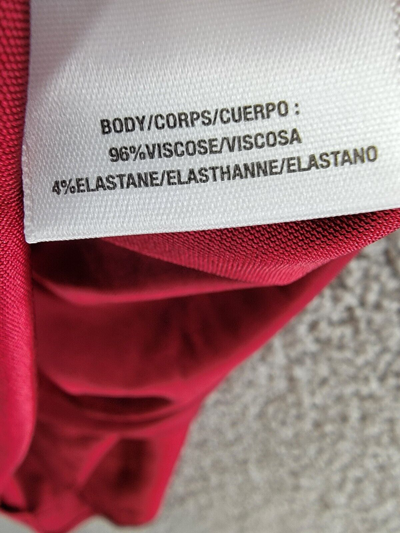 BODY/CORPS/CUERPO :
96%VISCOSE/VISCOSA
4%ELASTANE/ELASTHANNE/ELASTANO